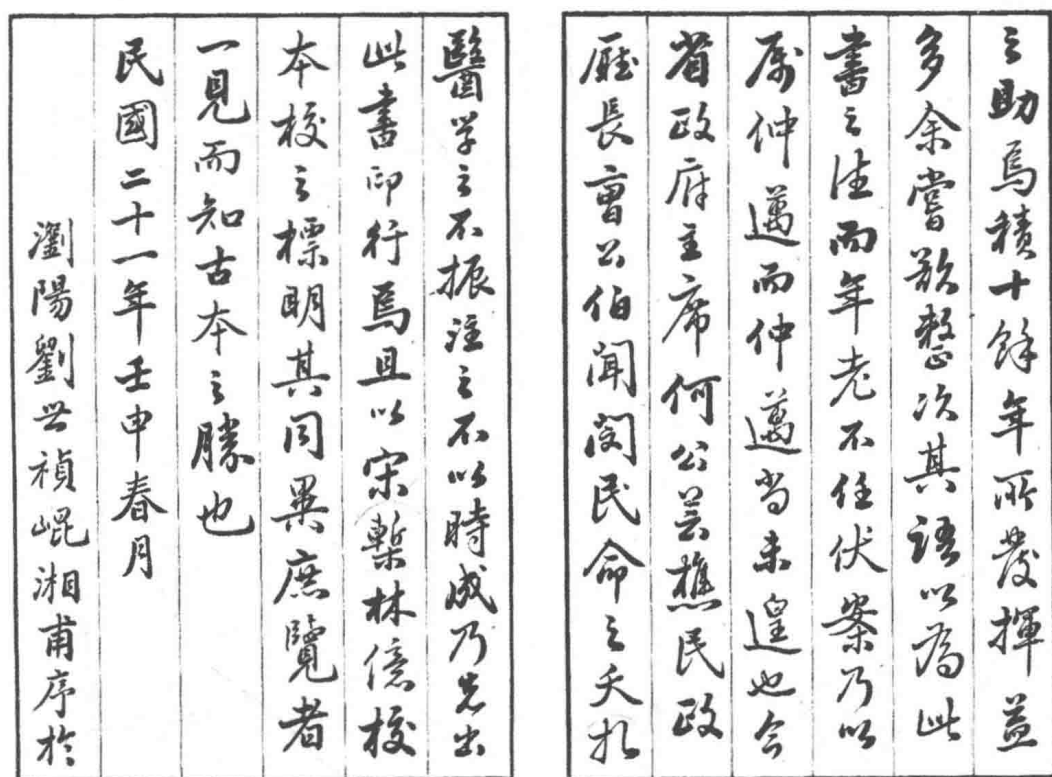 之助焉積十餘年所發揮益
多余嘗欲整次其語以為此
書之注而年老不任伏案乃以
属仲邁而仲邁尚未遑也今
省政府主席何公芸樵民政
廳長曹公伯聞閔民命之夭札
醫学之不振注之不以時成乃先出
此書印行焉且以宋槧林億校
本校之標明其同異庶覽者
一見而知古本之勝也
民國二十一年壬申春月
瀏陽劉世禎崐湘甫序於